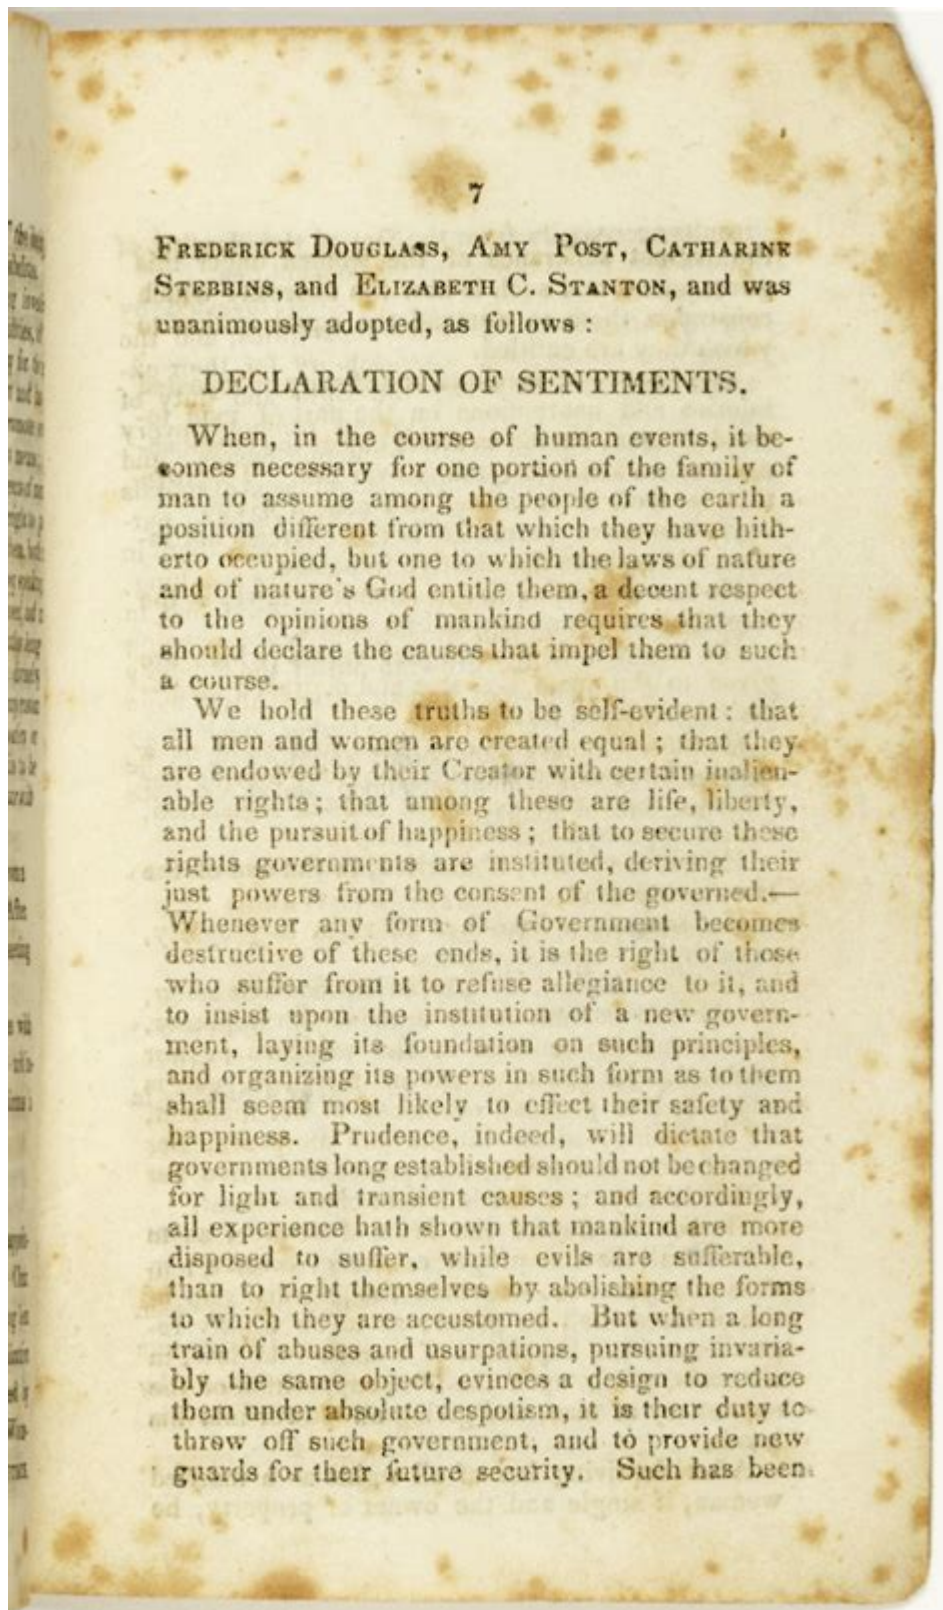 7
FREDERICK DOUGLASS, AMY POST, CATHARINE
STEBBINS, and ELIZABETH C. STANTON, and was
unanimously adopted, as follows :
DECLARATION OF SENTIMENTS.
When, in the course of human events, it be-
comes necessary for one portion of the family of
man to assume among the people of the earth a
position different from that which they have hith-
erto occupied, but one to which the laws of nature
and of nature's God entitle them, a decent respect
to the opinions of mankind requires that they
should declare the causes that impel them to such
a course.
We hold these truths to be self-evident : that
all men and women are created equal ; that they
are endowed by their Creator with certain inalien-
able rights ; that among these are life, liberty,
and the pursuit of happiness ; that to secure these
rights governments are instituted, deriving their
just powers from the consent of the governed.—
Whenever any form of Government becomes
destructive of these ends, it is the right of those
who suffer from it to refuse allegiance to it, and
to insist upon the institution of a new govern-
ment, laying its foundation on such principles,
and organizing its powers in such form as to them
shall seem most likely to effect their safety and
happiness. Prudence, indeed, will dictate that
governments long established should not be changed
for light and transient causes ; and accordingly,
all experience hath shown that mankind are more
disposed to suffer, while evils are sufferable,
than to right themselves by abolishing the forms
to which they are accustomed. But when a long
train of abuses and usurpations, pursuing invaria-
bly the same object, evinces a design to reduce
them under absolute despotism, it is their duty to
throw off such government, and to provide new
guards for their future security. Such has been